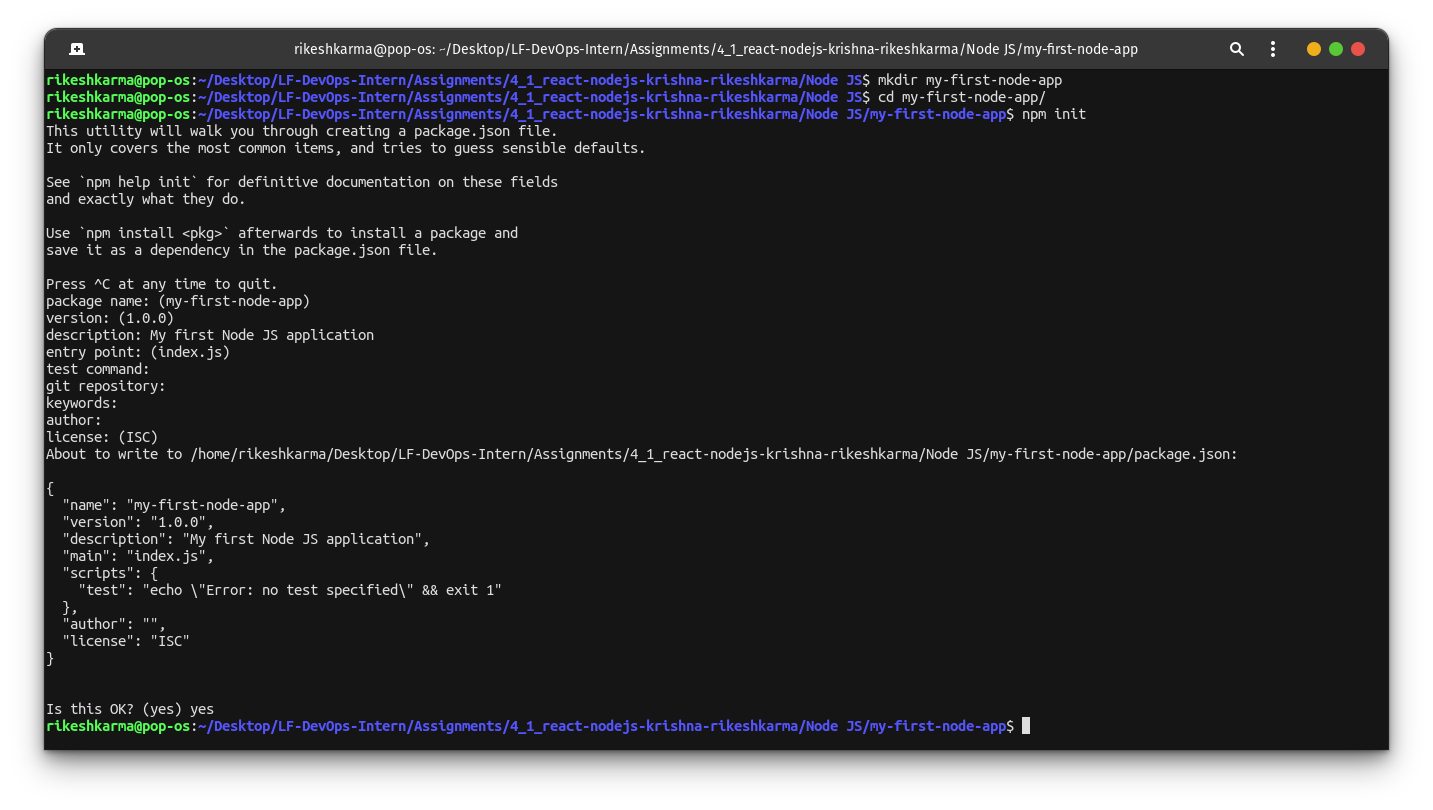 rikeshkarma@pop-os: ~/Desktop/LF-DevOps-Intern/Assignments/4_1_react-nodejs-krishna-rikeshkarma/Node JS/my-first-node-app
rikeshkarma@pop-os:~/Desktop/LF-DevOps-Intern/Assignments/4_1_react-nodejs-krishna-rikeshkarma/Node JS$ mkdir my-first-node-app
rikeshkarma@pop-os:~/Desktop/LF-DevOps-Intern/Assignments/4_1_react-nodejs-krishna-rikeshkarma/Node JS$ cd my-first-node-app/
rikeshkarma@pop-os:~/Desktop/LF-DevOps-Intern/Assignments/4_1_react-nodejs-krishna-rikeshkarma/Node JS/my-first-node-app$ npm init
This utility will walk you through creating a package.json file.
It only covers the most common items, and tries to guess sensible defaults.

See `npm help init` for definitive documentation on these fields
and exactly what they do.

Use `npm install <pkg>` afterwards to install a package and
save it as a dependency in the package.json file.

Press ^C at any time to quit.
package name: (my-first-node-app)
version: (1.0.0)
description: My first Node JS application
entry point: (index.js)
test command:
git repository:
keywords:
author:
license: (ISC)
About to write to /home/rikeshkarma/Desktop/LF-DevOps-Intern/Assignments/4_1_react-nodejs-krishna-rikeshkarma/Node JS/my-first-node-app/package.json:

{
  "name": "my-first-node-app",
  "version": "1.0.0",
  "description": "My first Node JS application",
  "main": "index.js",
  "scripts": {
    "test": "echo \"Error: no test specified\" && exit 1"
  },
  "author": "",
  "license": "ISC"
}

Is this OK? (yes) yes
rikeshkarma@pop-os:~/Desktop/LF-DevOps-Intern/Assignments/4_1_react-nodejs-krishna-rikeshkarma/Node JS/my-first-node-app$